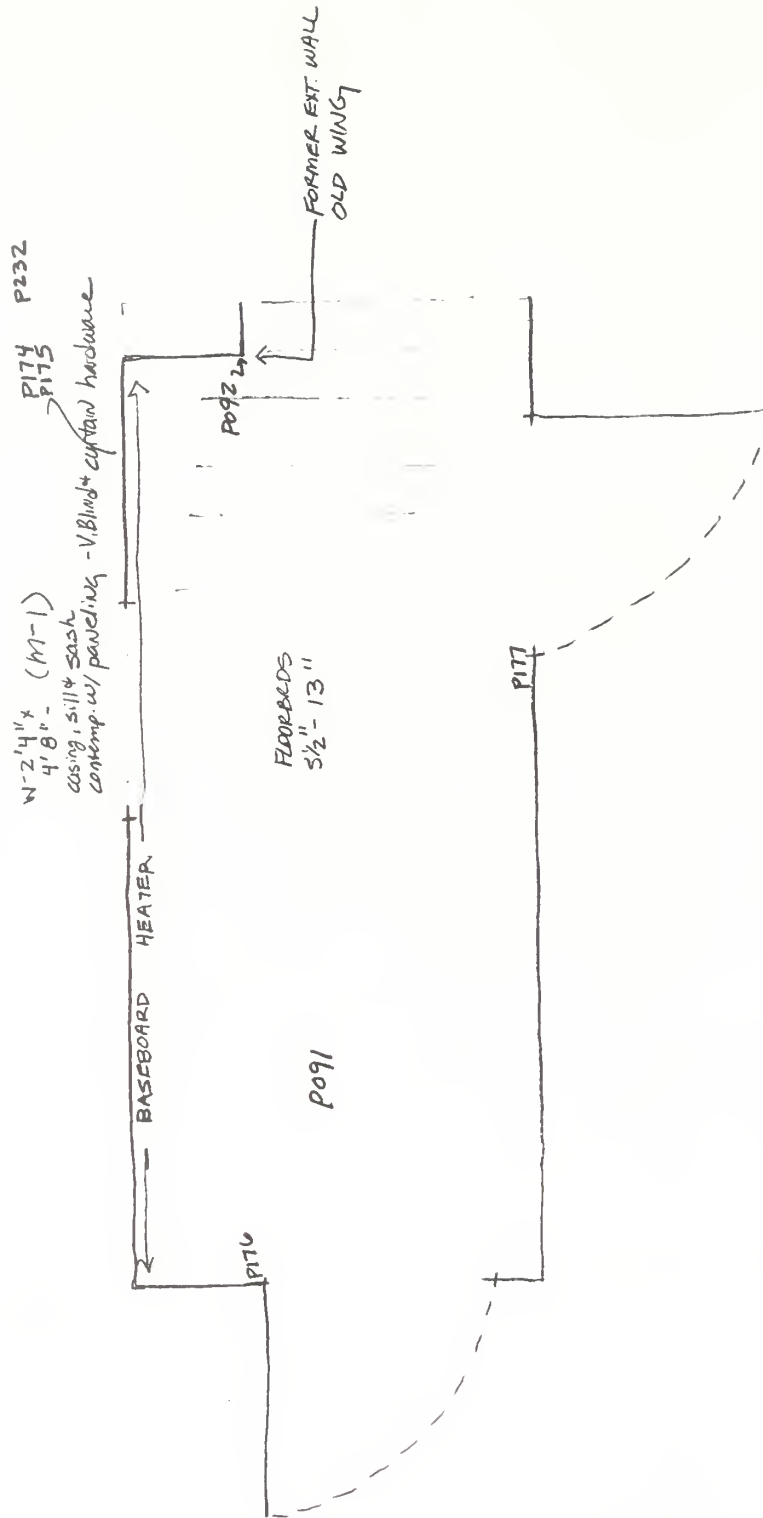 W-2'4" x
4'8" - (M-1)
casing, sill & sash
contemp. w/ paneling - V. Blind & curtain hardware
P174 P232
P175
BASEBOARD HEATER
P092
FORMER EXT. WALL
OLD WING
FLOORBRDS
5½" - 13"
P176
P091
P177